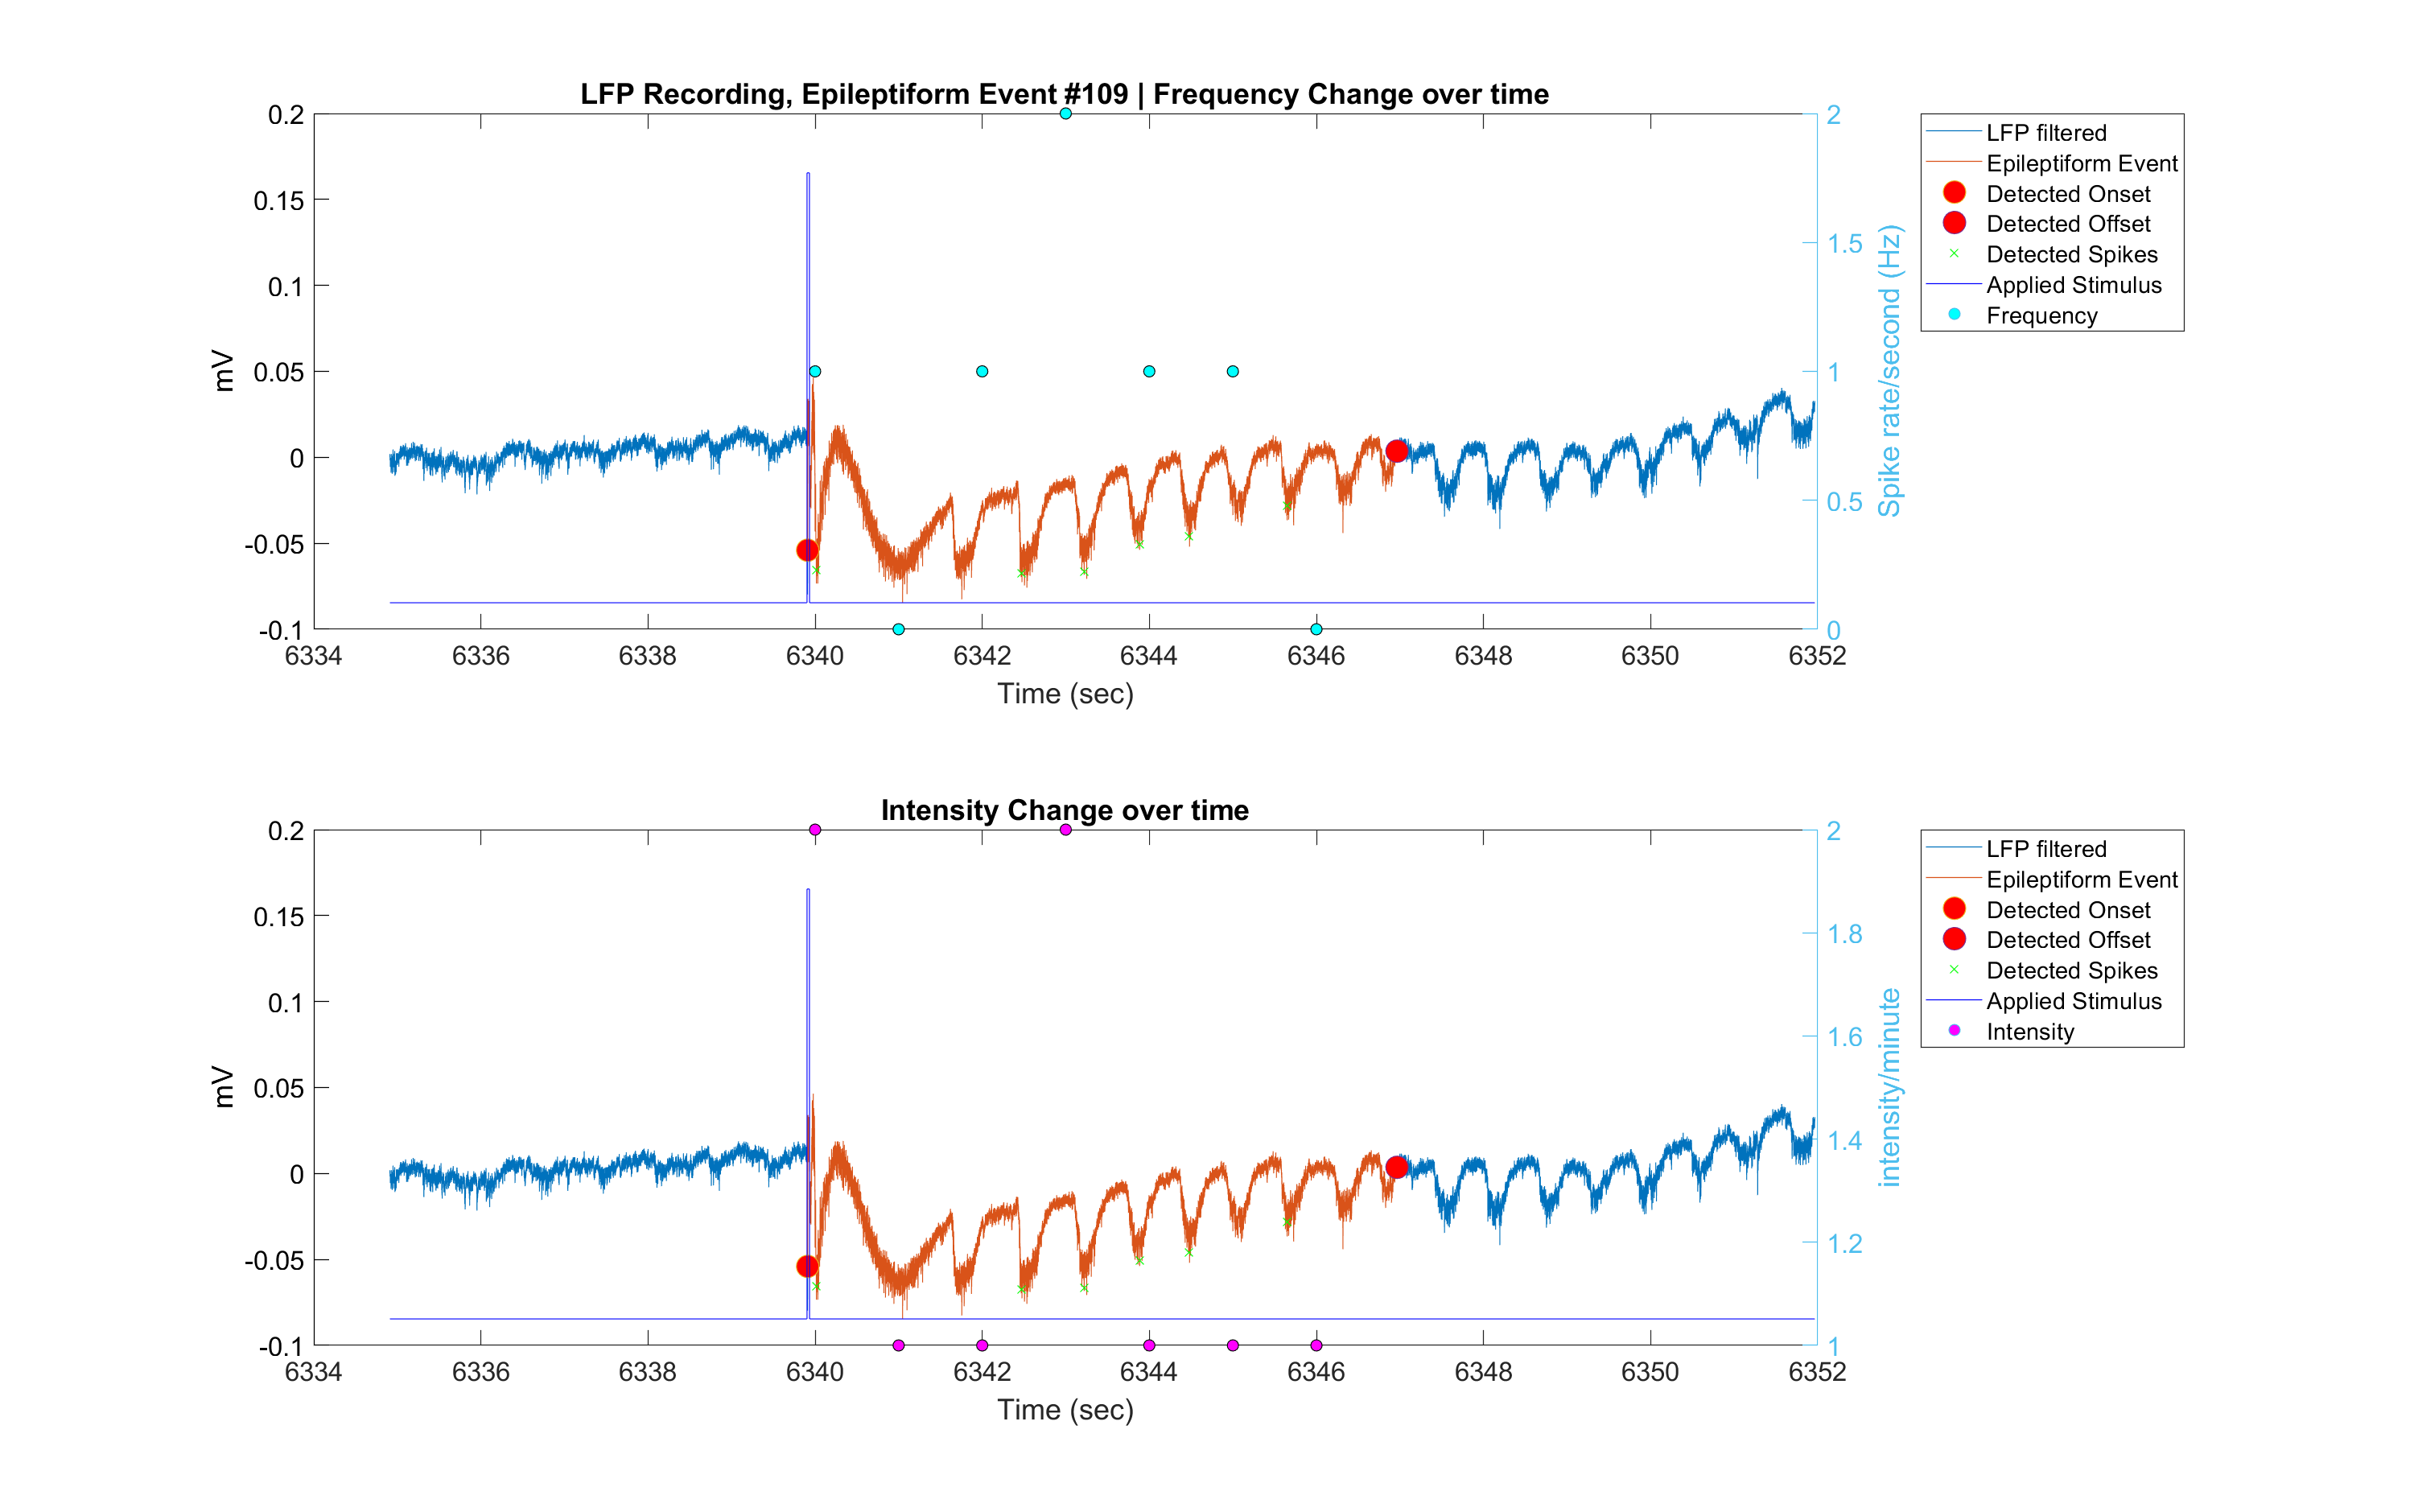 LFP Recording, Epileptiform Event #109 | Frequency Change over time
0.2
0.15
0.1
0.05
0
-0.05
-0.1
mV
2
1.5
1
0.5
0
Spike rate/second (Hz)
6334 6336 6338 6340 6342 6344 6346 6348 6350 6352
Time (sec)
LFP filtered
Epileptiform Event
Detected Onset
Detected Offset
Detected Spikes
Applied Stimulus
Frequency
Intensity Change over time
0.2
0.15
0.1
0.05
0
-0.05
-0.1
mV
2
1.8
1.6
1.4
1.2
1
intensity/minute
6334 6336 6338 6340 6342 6344 6346 6348 6350 6352
Time (sec)
LFP filtered
Epileptiform Event
Detected Onset
Detected Offset
Detected Spikes
Applied Stimulus
Intensity